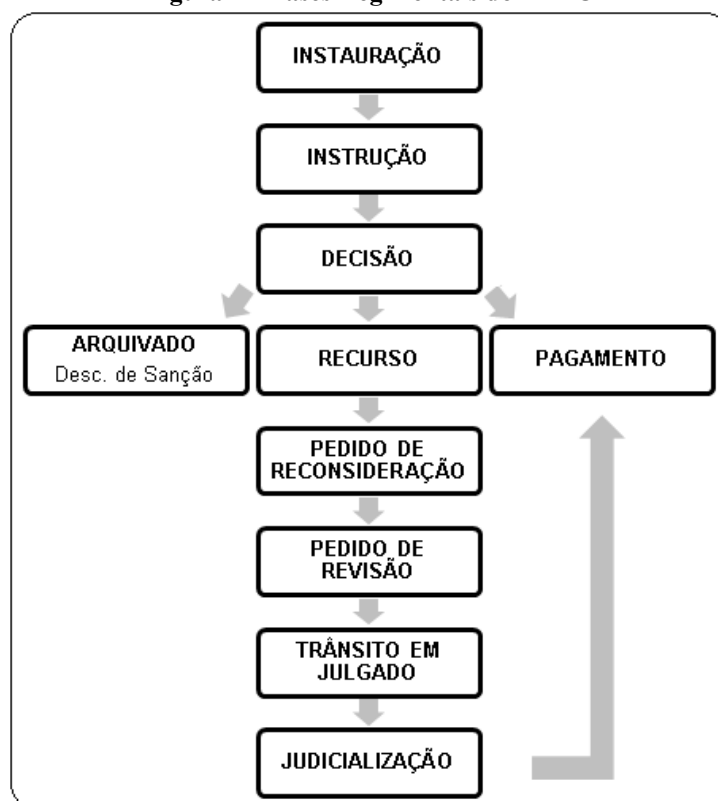 INSTAURAÇÃO
INSTRUÇÃO
DECISÃO
ARQUIVADO
Desc. de Sanção
RECURSO
PAGAMENTO
PEDIDO DE
RECONSIDERAÇÃO
PEDIDO DE
REVISÃO
TRÂNSITO EM
JULGADO
JUDICIALIZAÇÃO